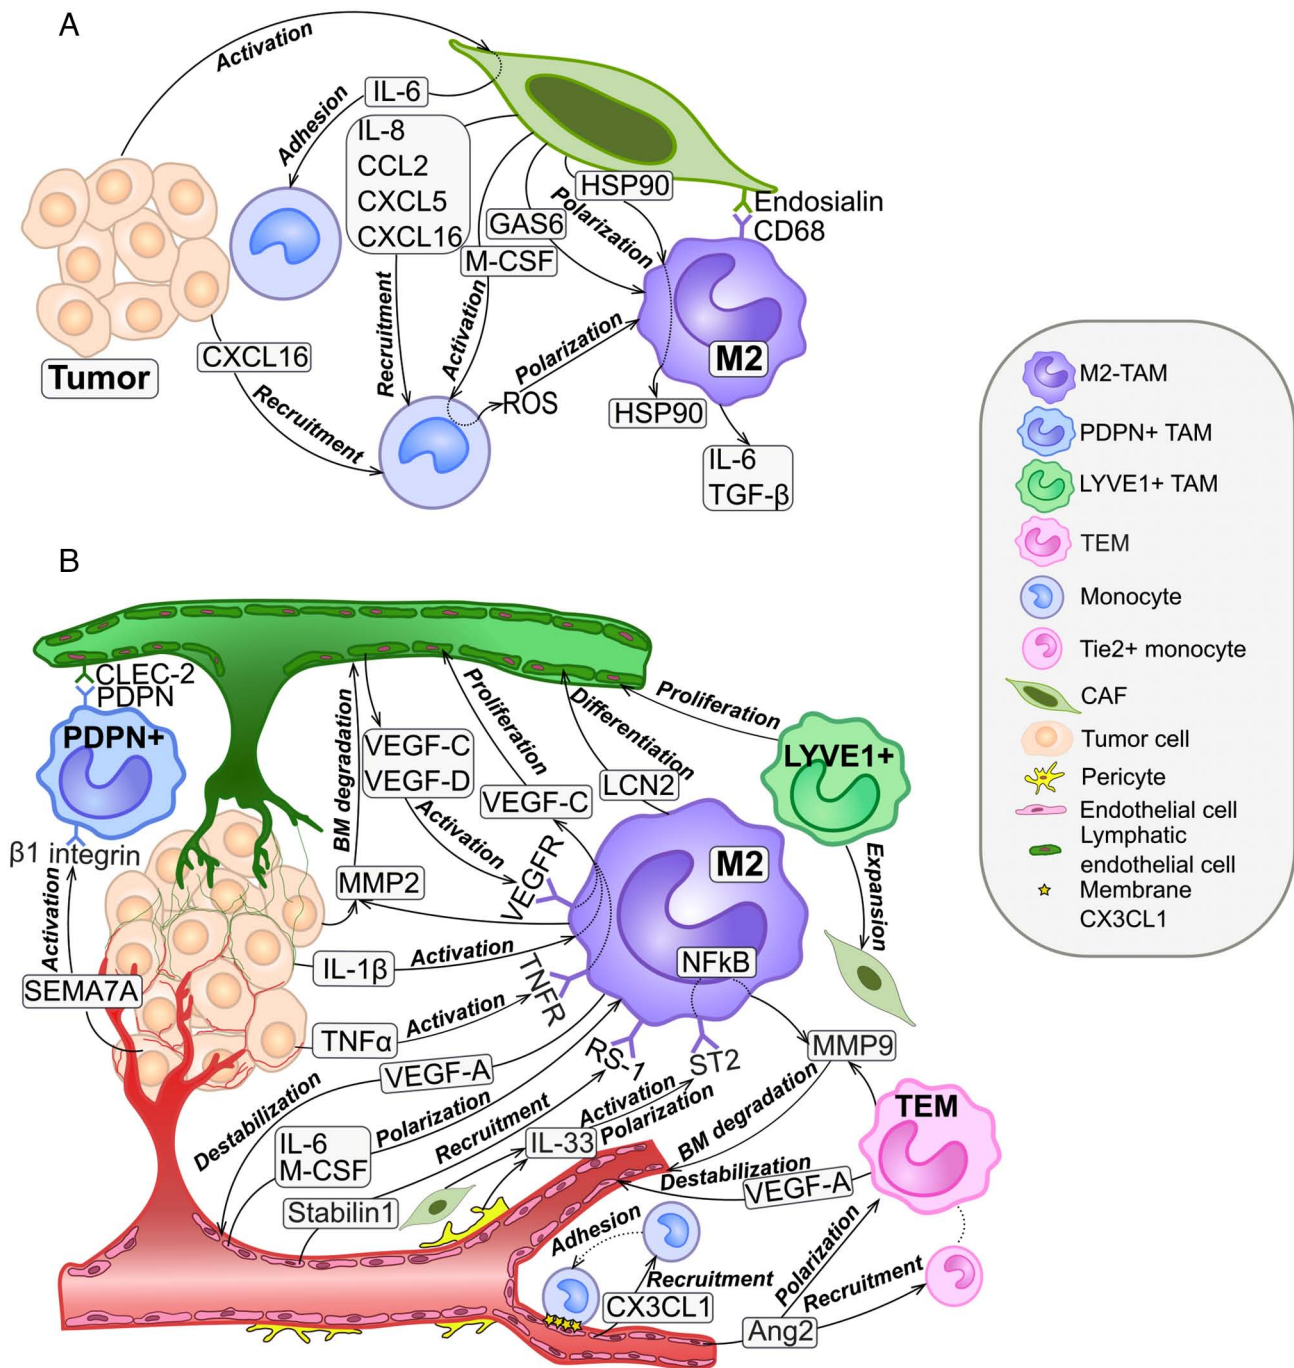 A
Activation
IL-6
Adhesion
IL-8
CCL2
CXCL5
CXCL16
HSP90
Polarization
GAS6
M-CSF
Endosialin
CD68
M2
Tumor
CXCL16
Recruitment
Recruitment
Activation
Polarization
ROS
HSP90
IL-6
TGF-β
M2-TAM
PDPN+ TAM
LYVE1+ TAM
TEM
Monocyte
Tie2+ monocyte
CAF
Tumor cell
Pericyte
Endothelial cell
Lymphatic
endothelial cell
Membrane
CX3CL1
B
CLEC-2
PDPN
PDPN+
β1 integrin
Activation
SEMA7A
BM degradation
VEGF-C
VEGF-D
Activation
MMP2
Proliferation
VEGF-C
Differentiation
LCN2
Proliferation
LYVE1+
Expansion
VEGFR
M2
NFkB
IL-1β
Activation
TNFR
TNFα
Activation
VEGF-A
Destabilization
RS-1
ST2
MMP9
IL-6
M-CSF
Polarization
Recruitment
Stabilin1
IL-33
Activation
Polarization
BM degradation
Destabilization
VEGF-A
TEM
Adhesion
Recruitment
CX3CL1
Polarization
Recruitment
Ang2